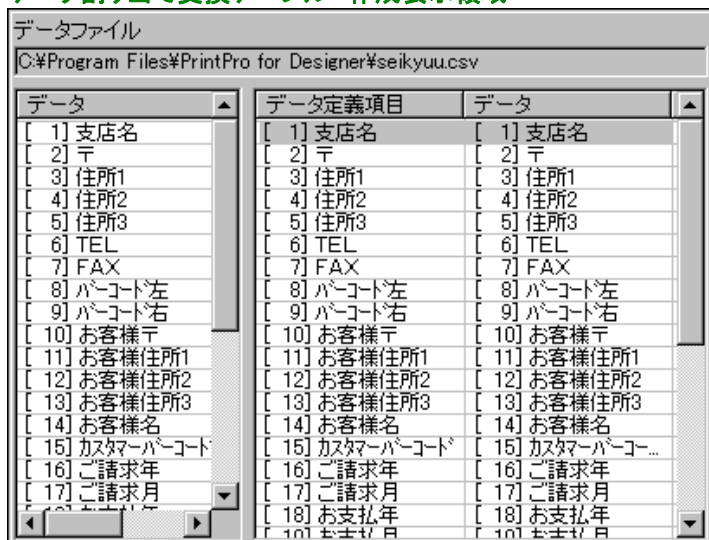 データファイル
C:¥Program Files¥PrintPro for Designer¥seikyuu.csv
データ
[ 1] 支店名
[ 2] 〒
[ 3] 住所1
[ 4] 住所2
[ 5] 住所3
[ 6] TEL
[ 7] FAX
[ 8] バーコード左
[ 9] バーコード右
[ 10] お客様〒
[ 11] お客様住所1
[ 12] お客様住所2
[ 13] お客様住所3
[ 14] お客様名
[ 15] カスタマーバーコード
[ 16] ご請求年
[ 17] ご請求月
データ定義項目 データ
[ 1] 支店名 [ 1] 支店名
[ 2] 〒 [ 2] 〒
[ 3] 住所1 [ 3] 住所1
[ 4] 住所2 [ 4] 住所2
[ 5] 住所3 [ 5] 住所3
[ 6] TEL [ 6] TEL
[ 7] FAX [ 7] FAX
[ 8] バーコード左 [ 8] バーコード左
[ 9] バーコード右 [ 9] バーコード右
[ 10] お客様〒 [ 10] お客様〒
[ 11] お客様住所1 [ 11] お客様住所1
[ 12] お客様住所2 [ 12] お客様住所2
[ 13] お客様住所3 [ 13] お客様住所3
[ 14] お客様名 [ 14] お客様名
[ 15] カスタマーバーコード [ 15] カスタマーバーコー...
[ 16] ご請求年 [ 16] ご請求年
[ 17] ご請求月 [ 17] ご請求月
[ 18] お支払年 [ 18] お支払年